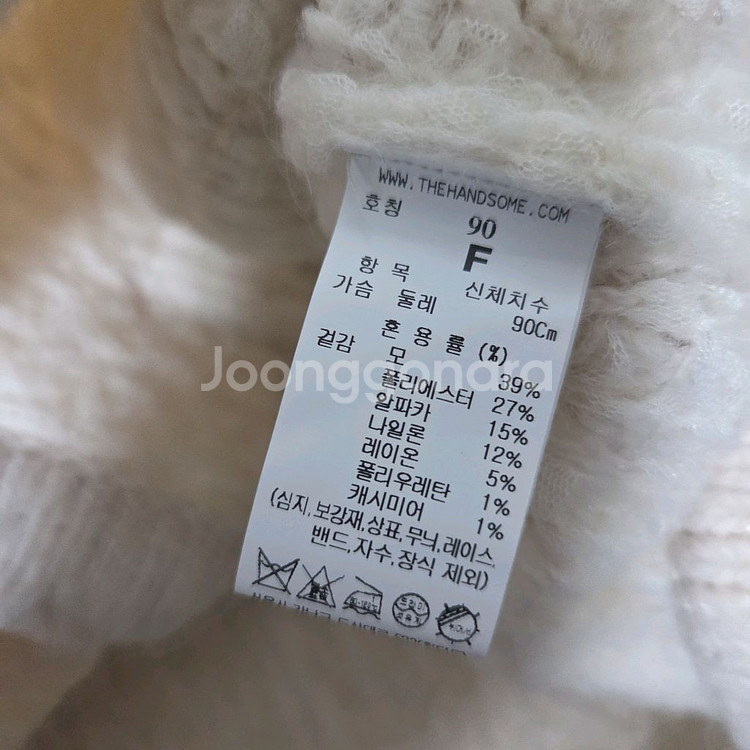 WWW.THEHANDSOME.COM
호칭 90
F
항 목 신체치수
가슴 둘레 90Cm
혼 용 률 (%)
겉감 모 39%
폴리에스터 27%
알파카 15%
나일론 12%
레이온 5%
폴리우레탄 1%
캐시미어 1%
(심지,보강재,상표,무늬,레이스,
밴드,자수,장식 제외)
드라이
Joonggonara